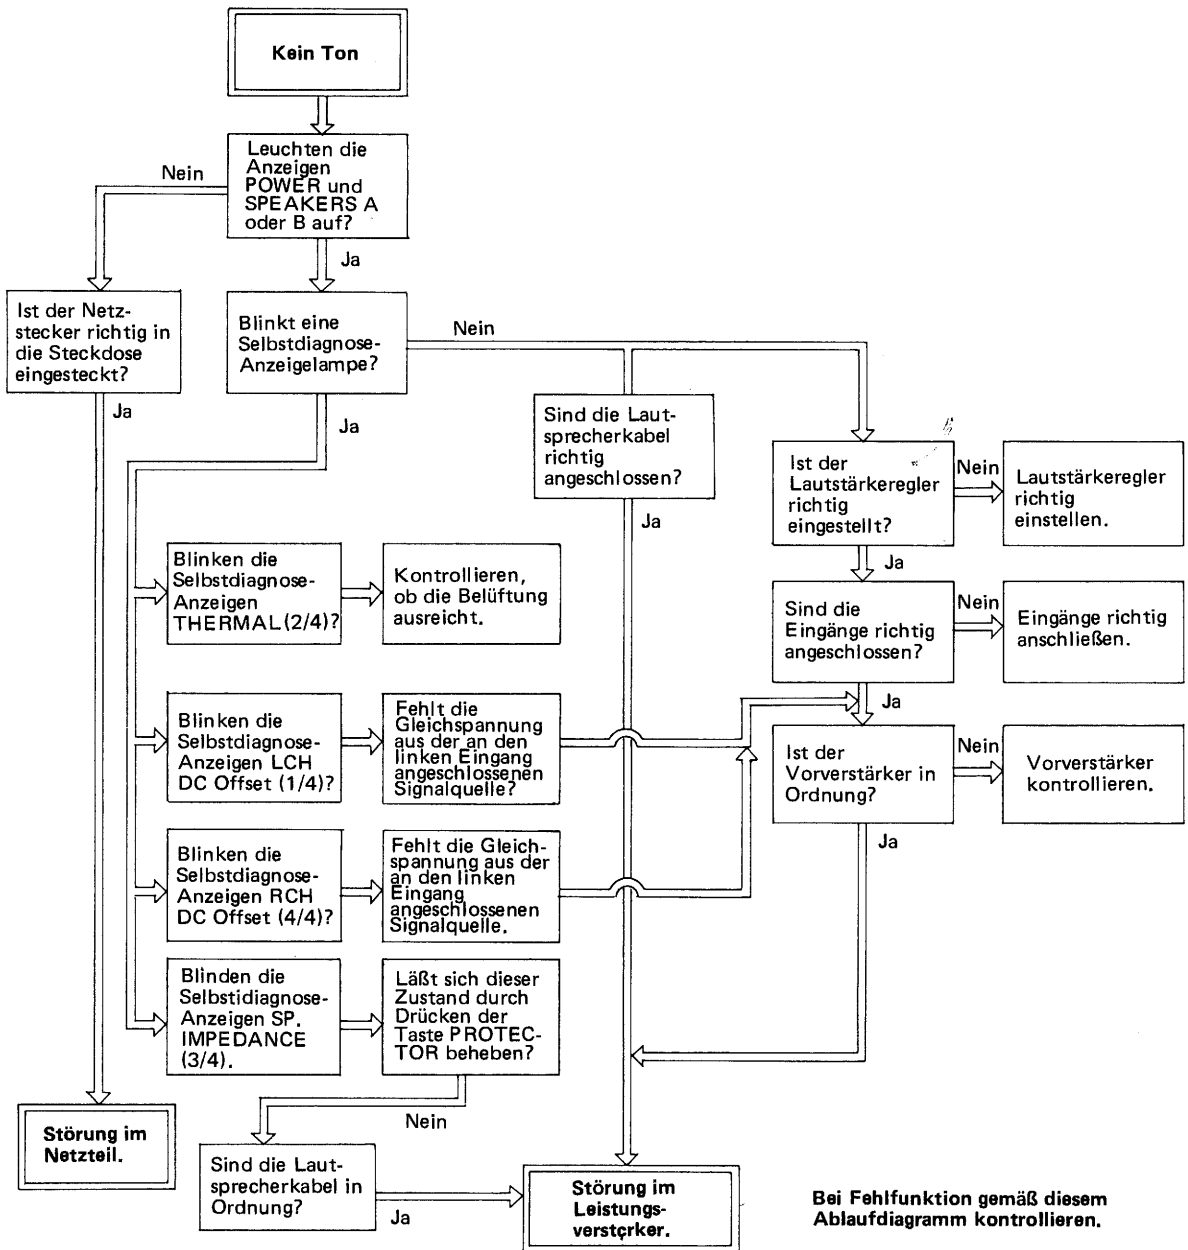 Kein Ton
Leuchten die
Anzeigen
POWER und
SPEAKERS A
oder B auf?
Nein
Ja
Ist der Netz-
stecker richtig in
die Steckdose
eingesteckt?
Ja
Blinkt eine
Selbstdiagnose-
Anzeigelampe?
Nein
Ja
Sind die Laut-
sprecherkabel
richtig
angeschlossen?
Ja
Ist der
Lautstärkeregler
richtig
eingestellt?
Nein
Lautstärkeregler
richtig
einstellen.
Ja
Blinken die
Selbstdiagnose-
Anzeigen
THERMAL (2/4)?
Kontrollieren,
ob die Belüftung
ausreicht.
Sind die
Eingänge richtig
angeschlossen?
Nein
Eingänge richtig
anschließen.
Ja
Blinken die
Selbstdiagnose-
Anzeigen LCH
DC Offset (1/4)?
Fehlt die
Gleichspannung
aus der an den
linken Eingang
angeschlossenen
Signalquelle?
Ist der
Vorverstärker in
Ordnung?
Nein
Vorverstärker
kontrollieren.
Ja
Blinken die
Selbstdiagnose-
Anzeigen RCH
DC Offset (4/4)?
Fehlt die Gleich-
spannung aus der
an den linken
Eingang
angeschlossenen
Signalquelle.
Blinden die
Selbstidiagnose-
Anzeigen SP.
IMPEDANCE
(3/4).
Läßt sich dieser
Zustand durch
Drücken der
Taste PROTEC-
TOR beheben?
Nein
Störung im
Netzteil.
Sind die Laut-
sprecherkabel in
Ordnung?
Ja
Störung im
Leistungs-
verstçrker.
Bei Fehlfunktion gemäß diesem
Ablaufdiagramm kontrollieren.